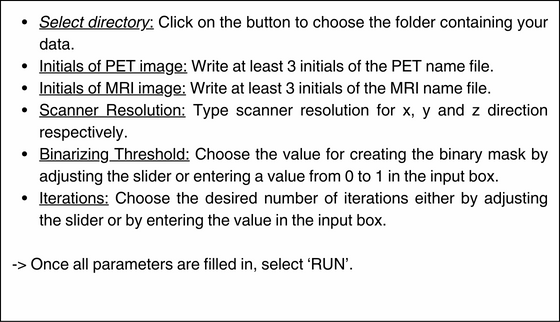 • Select directory: Click on the button to choose the folder containing your
data.
• Initials of PET image: Write at least 3 initials of the PET name file.
• Initials of MRI image: Write at least 3 initials of the MRI name file.
• Scanner Resolution: Type scanner resolution for x, y and z direction
respectively.
• Binarizing Threshold: Choose the value for creating the binary mask by
adjusting the slider or entering a value from 0 to 1 in the input box.
• Iterations: Choose the desired number of iterations either by adjusting
the slider or by entering the value in the input box.
-> Once all parameters are filled in, select ‘RUN’.